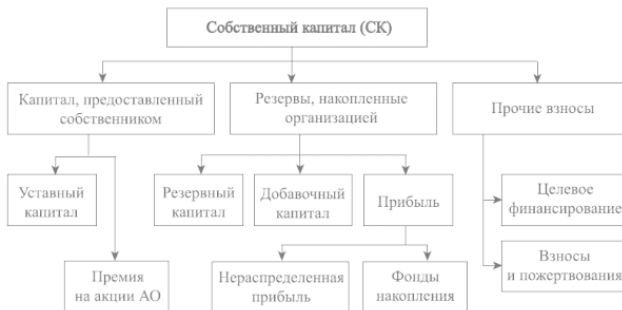 Собственный капитал (СК)
Капитал, предоставленный
собственником
Резервы, накопленные
организацией
Прочие взносы
Уставный
капитал
Резервный
капитал
Добавочный
капитал
Прибыль
Целевое
финансирование
Премия
на акции АО
Нераспределенная
прибыль
Фонды
накопления
Взносы
и пожертвования